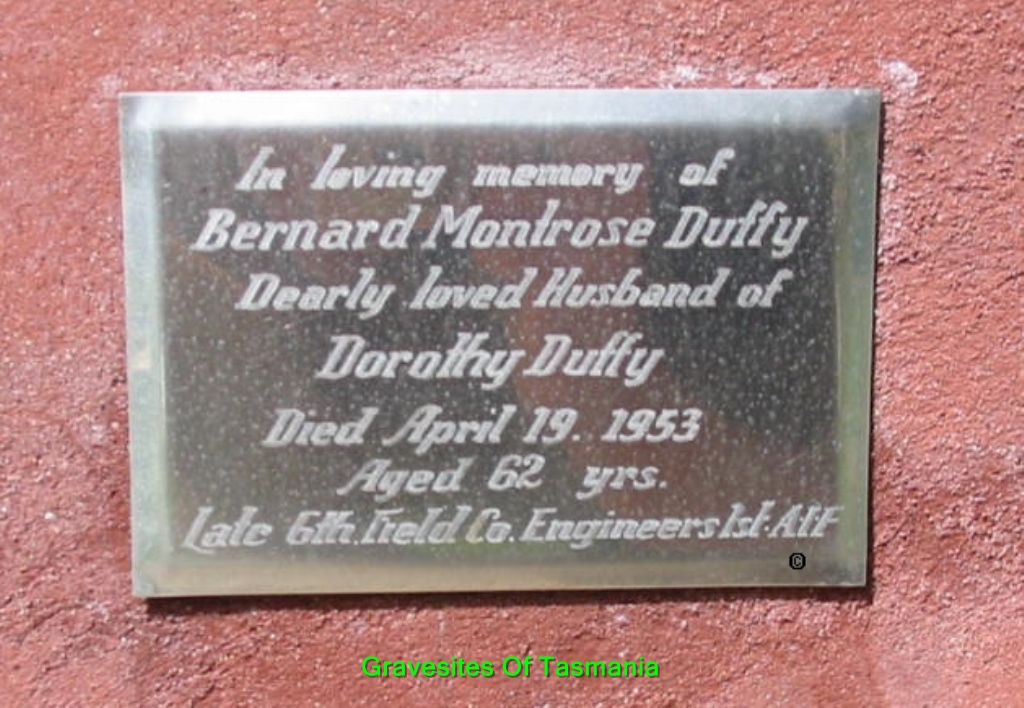 In loving memory of
Bernard Montrose Duffy
Dearly loved Husband of
Dorothy Duffy
Died April 19. 1953
Aged 62 yrs.
Late 6th. Field Co. Engineers 1st. AIF
©
Gravesites Of Tasmania